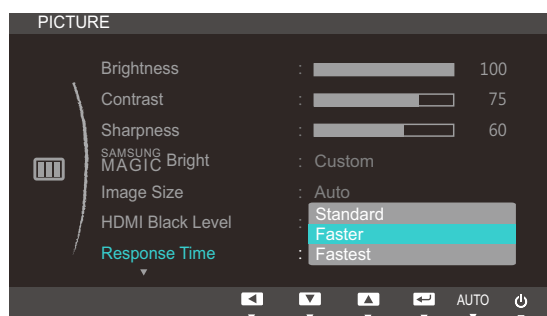 PICTURE
Brightness : 100
Contrast : 75
Sharpness : 60
SAMSUNG
MAGIC Bright : Custom
Image Size : Auto
HDMI Black Level :
Standard
Faster
Response Time : Fastest
AUTO